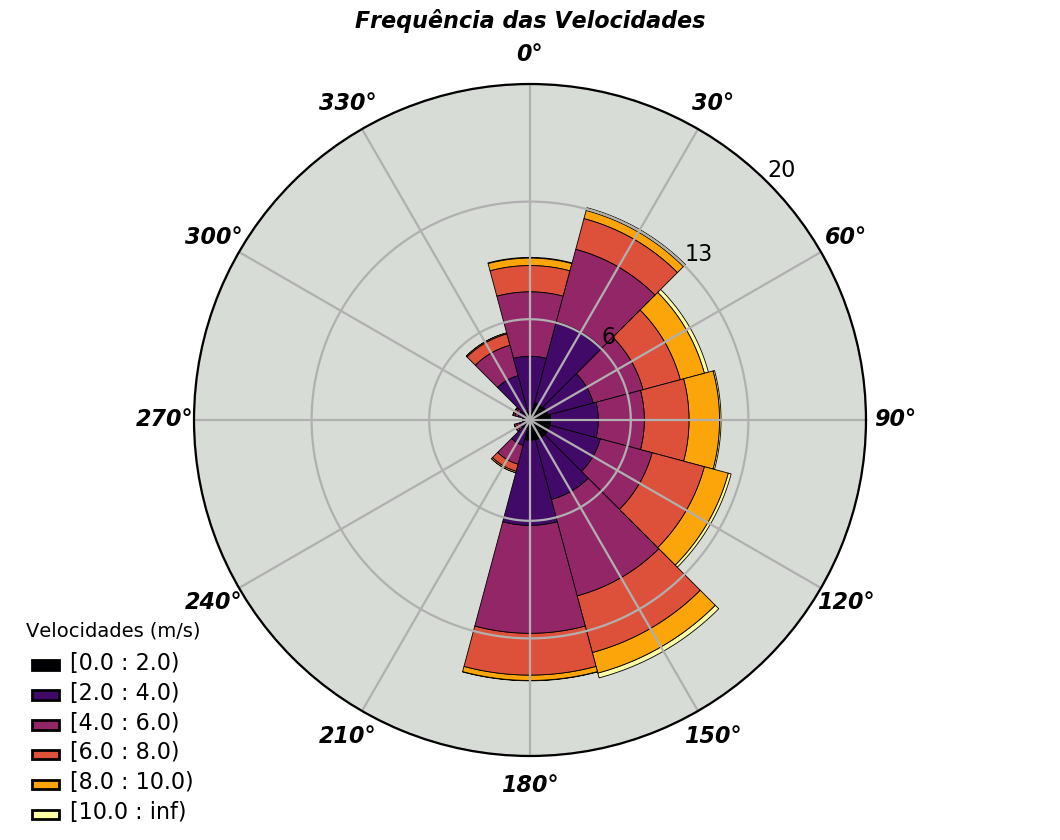 Frequência das Velocidades
0°
330°
30°
20
300°
60°
13
6
270°
90°
240°
120°
210°
150°
180°
Velocidades (m/s)
[0.0 : 2.0)
[2.0 : 4.0)
[4.0 : 6.0)
[6.0 : 8.0)
[8.0 : 10.0)
[10.0 : inf)